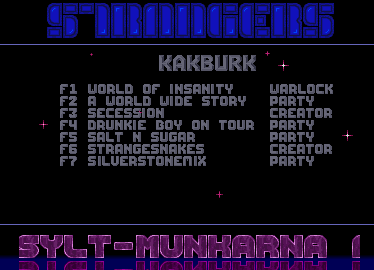 STRANGERS
KAKBURK
F1 WORLD OF INSANITY WARLOCK
F2 A WORLD WIDE STORY PARTY
F3 SECESSION CREATOR
F4 DRUNKIE BOY ON TOUR PARTY
F5 SALT N SUGAR PARTY
F6 STRANGESNAKES CREATOR
F7 SILVERSTONENIX PARTY
SYLT-MUNKARNA